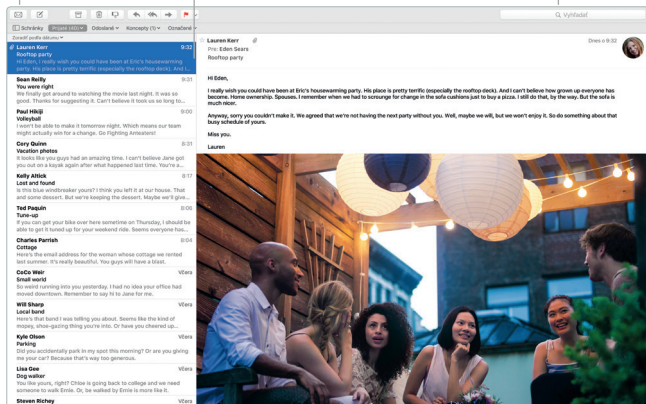 Vyhľadať
Schránky Prijaté (40) Odoslané Koncepty (1) Označené
Zoradiť podľa dátumu
Lauren Kerr 9:32
Rooftop party
Hi Eden, I really wish you could have been at Eric's housewarming party. His place is pretty terrific (especially the rooftop deck). And I...
Sean Reilly 9:21
You were right
We finally got around to watching the movie last night. It was so good. Thanks for suggesting it. Can't believe it took us so long to...
Paul Hikiji 9:00
Volleyball
I won't be able to make it tomorrow night. Which means our team might actually win for a change. Go Fighting Anteaters!
Cory Quinn 8:31
Vacation photos
It looks like you guys had an amazing time. I can't believe Jane got you out on a kayak again after what happened last time. You're a...
Kelly Altick 8:17
Lost and found
Is this blue windbreaker yours? I think you left it at our house. That and some dessert. But we're keeping the dessert. Maybe we'll give...
Ted Paquin 8:06
Tune-up
If you can get your bike over here sometime on Thursday, I should be able to get it tuned up for your weekend ride. Seems everyone has...
Charles Parrish 8:04
Cottage
Here's the email address for the woman whose cottage we rented last summer. It's really beautiful. You guys will have a blast.
CoCo Weir Včera
Small world
So weird running into you yesterday. I had no idea your office had moved downtown. Remember to say hi to Jane for me.
Will Sharp Včera
Local band
Here's that band I was telling you about. Seems like the kind of mopey, shoe-gazing thing you're into. Or have you cheered up...
Kyle Olson Včera
Parking
Did you accidentally park in my spot this morning? Or are you giving me your car? Because that's way too generous.
Lisa Gee Včera
Dog walker
You like yours, right? Chloe is going back to college and we need someone to walk Ernie. Or, be walked by Ernie is more like it.
Steven Richey Včera
Lauren Kerr Dnes o 9:32
Pre: Eden Sears
Rooftop party
Hi Eden,
I really wish you could have been at Eric's housewarming party. His place is pretty terrific (especially the rooftop deck). And I can't believe how grown up everyone has
become. Home ownership. Spouses. I remember when we had to scrounge for change in the sofa cushions just to buy a pizza. I still do that, by the way. But the sofa is
much nicer.
Anyway, sorry you couldn't make it. We agreed that we're not having the next party without you. Well, maybe we will, but we won't enjoy it. So do something about that
busy schedule of yours.
Miss you.
Lauren